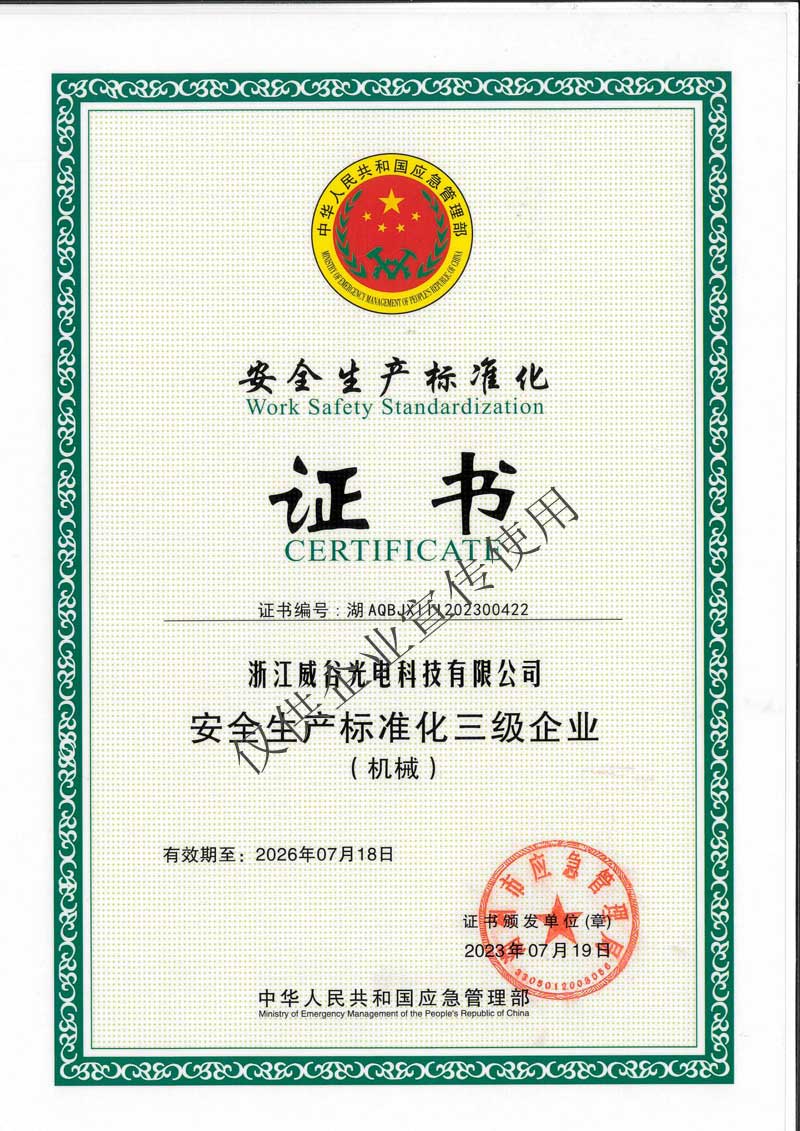 中华人民共和国应急管理部
MINISTRY OF EMERGENCY MANAGEMENT OF PEOPLE'S REPUBLIC OF CHINA
安全生产标准化
Work Safety Standardization
证书
CERTIFICATE
证书编号：湖AQBJXIII202300422
浙江威谷光电科技有限公司
安全生产标准化三级企业
（机械）
仅供企业宣传使用
有效期至：2026年07月18日
市应急管理局
证书颁发单位(章)
2023年07月19日
中华人民共和国应急管理部
Ministry of Emergency Management of the People's Republic of China